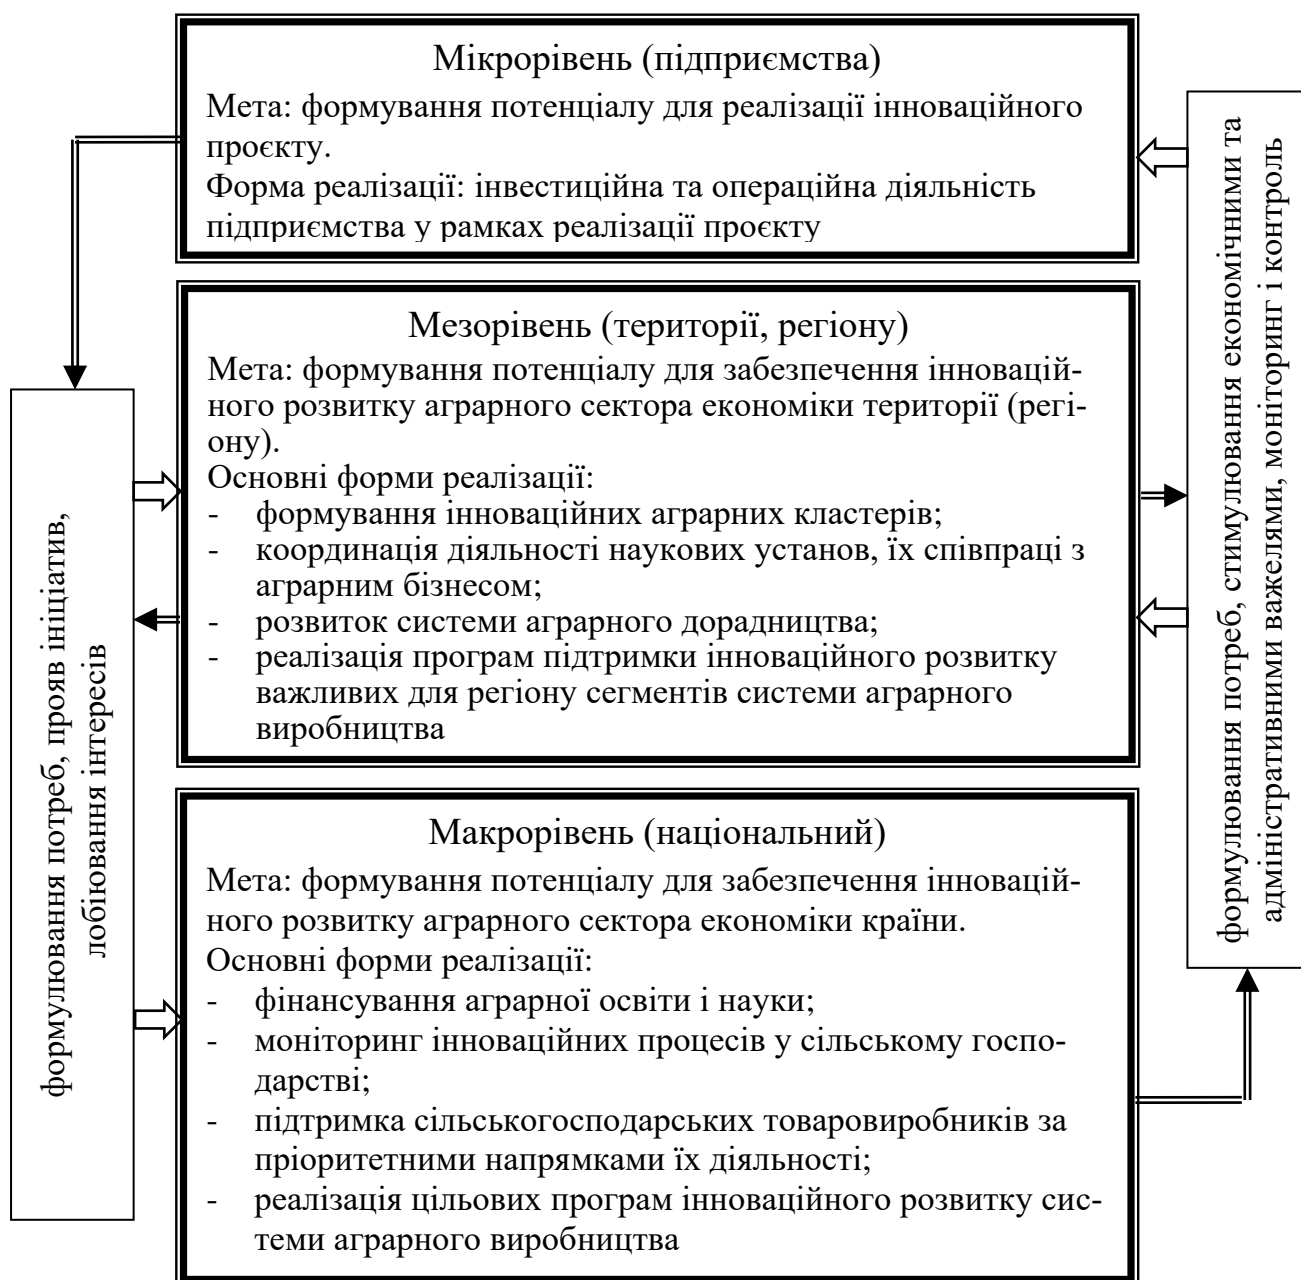 Мікрорівень (підприємства)
Мета: формування потенціалу для реалізації інноваційного
проєкту.
Форма реалізації: інвестиційна та операційна діяльність
підприємства у рамках реалізації проєкту
Мезорівень (території, регіону)
Мета: формування потенціалу для забезпечення інновацій-
ного розвитку аграрного сектора економіки території (регі-
ону).
Основні форми реалізації:
- формування інноваційних аграрних кластерів;
- координація діяльності наукових установ, їх співпраці з
аграрним бізнесом;
- розвиток системи аграрного дорадництва;
- реалізація програм підтримки інноваційного розвитку
важливих для регіону сегментів системи аграрного
виробництва
Макрорівень (національний)
Мета: формування потенціалу для забезпечення інновацій-
ного розвитку аграрного сектора економіки країни.
Основні форми реалізації:
- фінансування аграрної освіти і науки;
- моніторинг інноваційних процесів у сільському госпо-
дарстві;
- підтримка сільськогосподарських товаровиробників за
пріоритетними напрямками їх діяльності;
- реалізація цільових програм інноваційного розвитку сис-
теми аграрного виробництва
формулювання потреб, прояв ініціатив,
лобіювання інтересів
формулювання потреб, стимулювання економічними та
адміністративними важелями, моніторинг і контроль